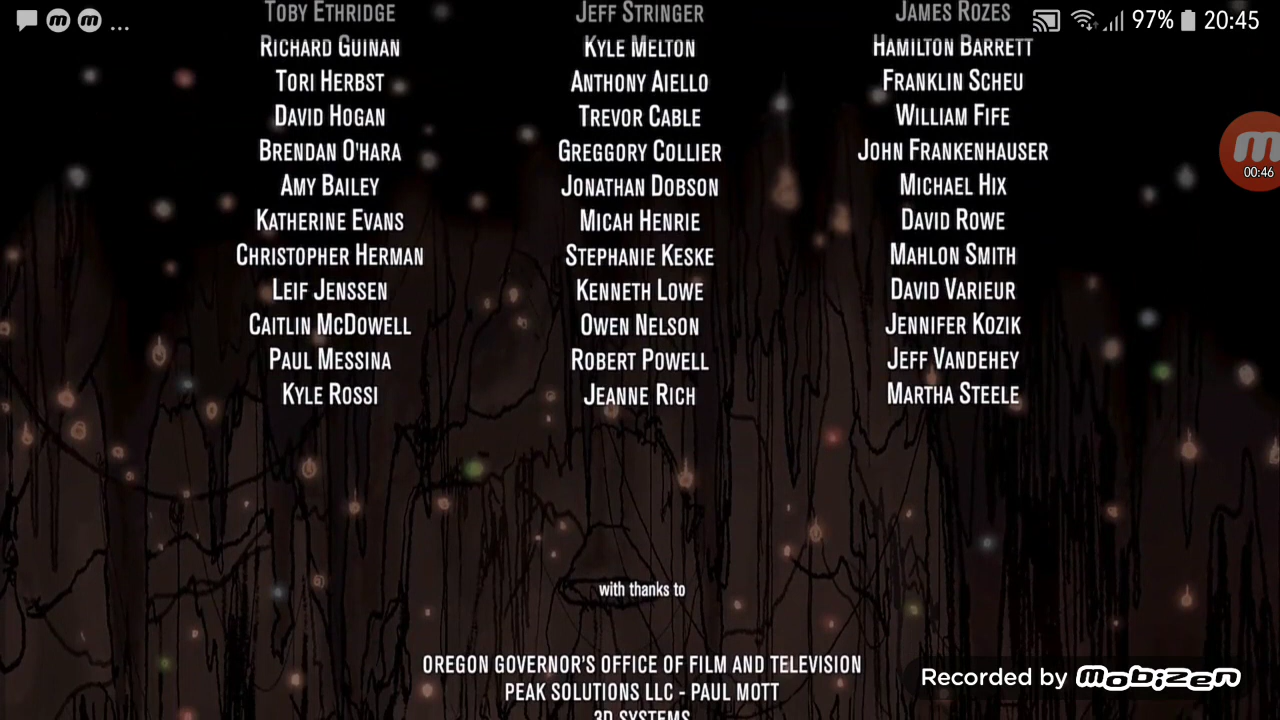 97% 20:45
TOBY ETHRIDGE JEFF STRINGER JAMES ROZES
RICHARD GUINAN KYLE MELTON HAMILTON BARRETT
TORI HERBST ANTHONY AIELLO FRANKLIN SCHEU
DAVID HOGAN TREVOR CABLE WILLIAM FIFE
BRENDAN O'HARA GREGGORY COLLIER JOHN FRANKENHAUSER
AMY BAILEY JONATHAN DOBSON MICHAEL HIX
KATHERINE EVANS MICAH HENRIE DAVID ROWE
CHRISTOPHER HERMAN STEPHANIE KESKE MAHLON SMITH
LEIF JENSSEN KENNETH LOWE DAVID VARIEUR
CAITLIN MCDOWELL OWEN NELSON JENNIFER KOZIK
PAUL MESSINA ROBERT POWELL JEFF VANDEHEY
KYLE ROSSI JEANNE RICH MARTHA STEELE
00:46
with thanks to
OREGON GOVERNOR'S OFFICE OF FILM AND TELEVISION
PEAK SOLUTIONS LLC - PAUL MOTT
3D SYSTEMS
Recorded by mobizen